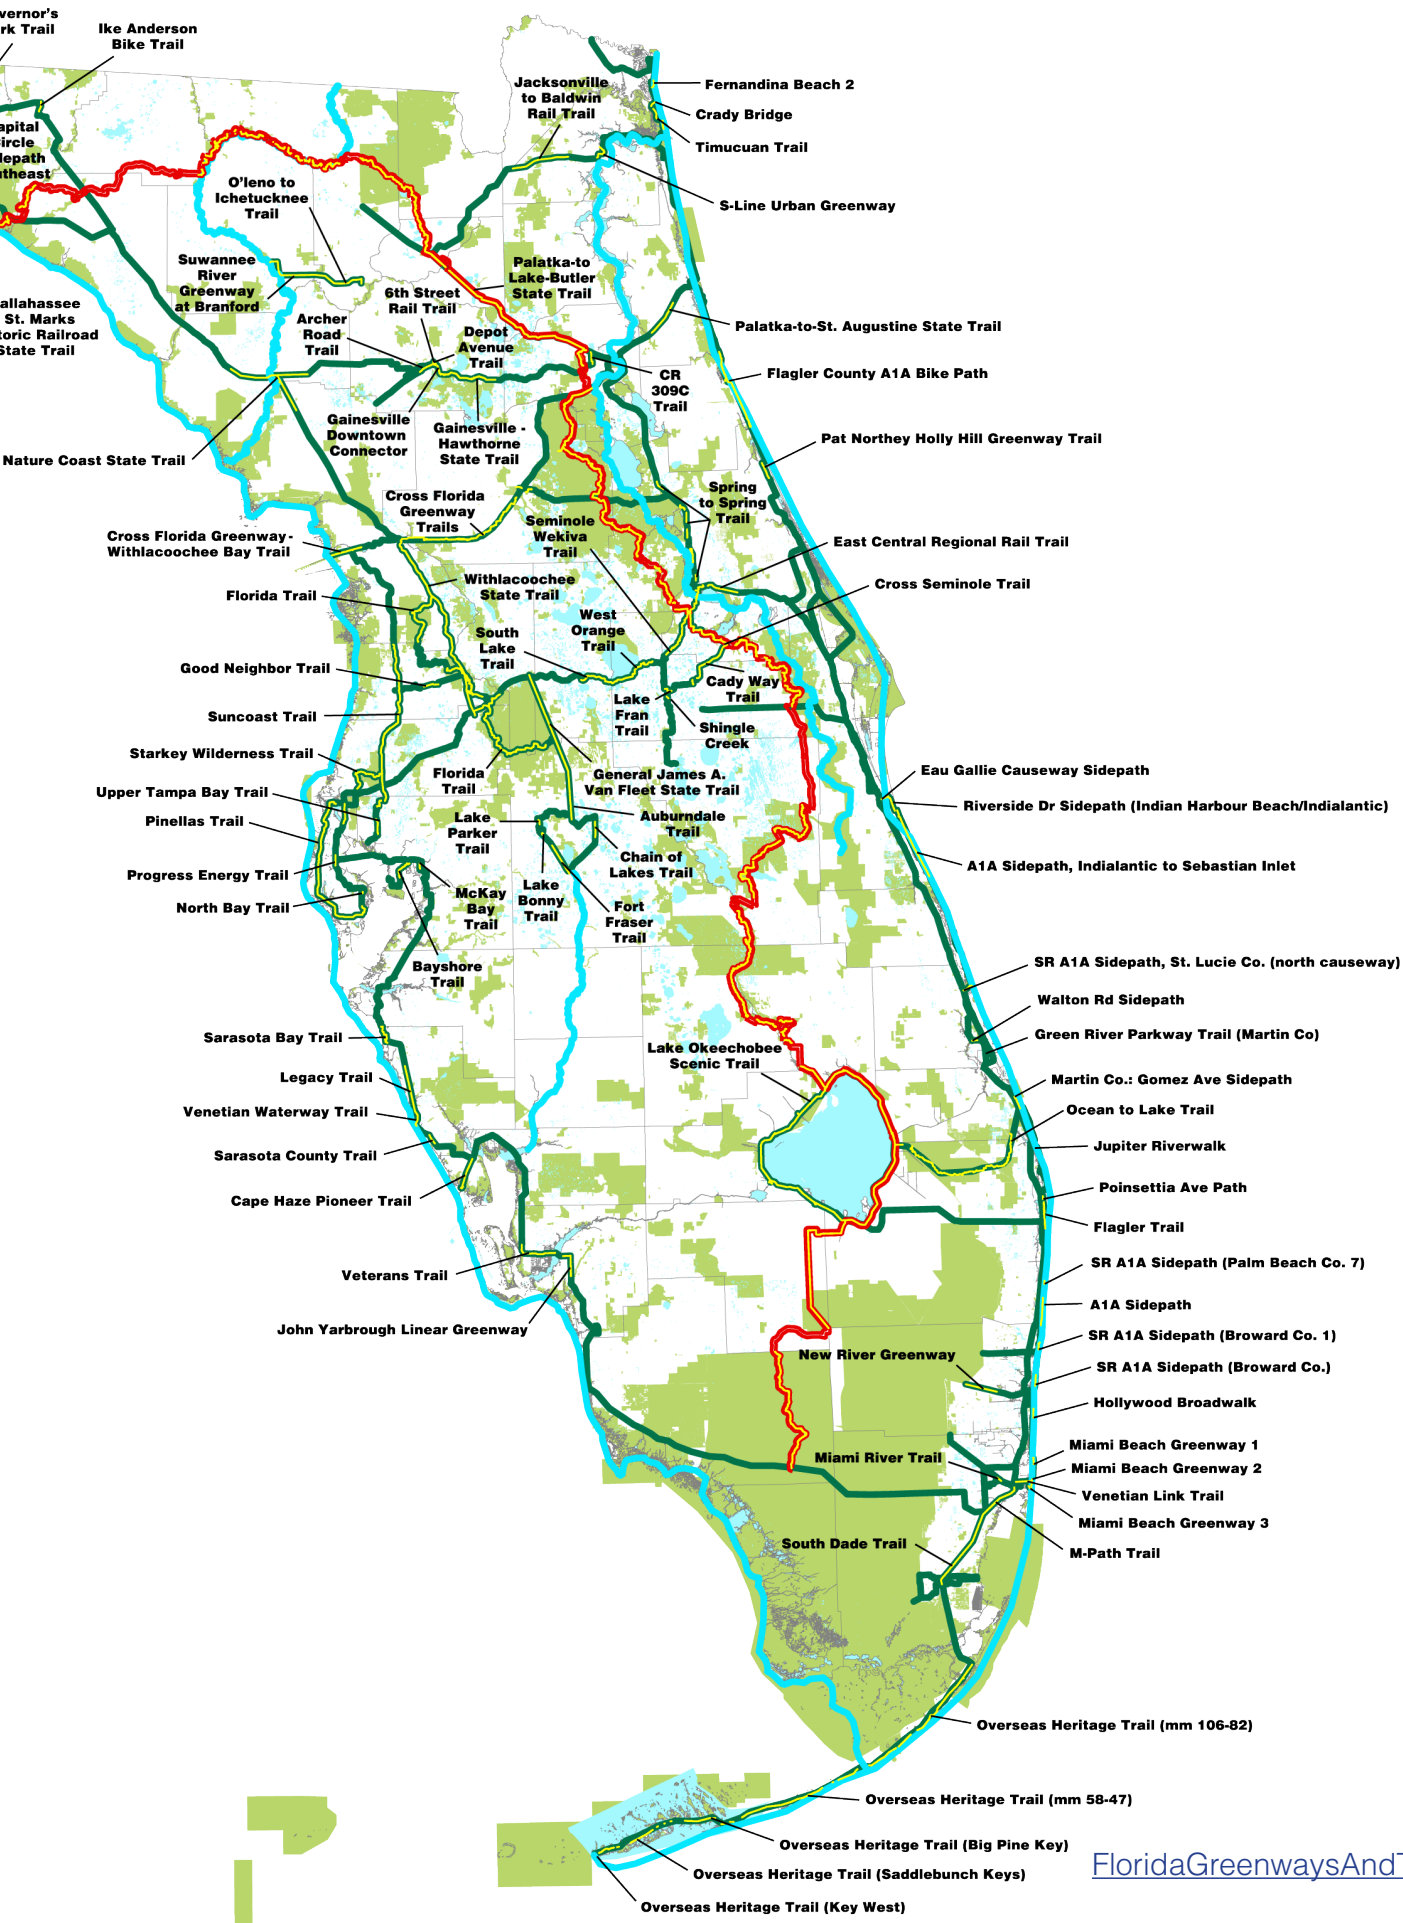 vernor's
rk Trail
Ike Anderson
Bike Trail
apital
ircle
lepath
utheast
Jacksonville
to Baldwin
Rail Trail
Fernandina Beach 2
Crady Bridge
Timucuan Trail
S-Line Urban Greenway
O'leno to
Ichetucknee
Trail
Suwannee
River
Greenway
at Branford
allahassee
St. Marks
toric Railroad
State Trail
Palatka-to
Lake-Butler
State Trail
6th Street
Rail Trail
Archer
Road
Trail
Depot
Avenue
Trail
Palatka-to-St. Augustine State Trail
CR
309C
Trail
Flagler County A1A Bike Path
Gainesville
Downtown
Connector
Gainesville -
Hawthorne
State Trail
Nature Coast State Trail
Pat Northey Holly Hill Greenway Trail
Cross Florida
Greenway
Trails
Spring
to Spring
Trail
Seminole
Wekiva
Trail
Cross Florida Greenway-
Withlacoochee Bay Trail
East Central Regional Rail Trail
Withlacoochee
State Trail
Cross Seminole Trail
Florida Trail
West
Orange
Trail
South
Lake
Trail
Good Neighbor Trail
Cady Way
Trail
Suncoast Trail
Lake
Fran
Trail
Shingle
Creek
Starkey Wilderness Trail
Florida
Trail
General James A.
Van Fleet State Trail
Eau Gallie Causeway Sidepath
Upper Tampa Bay Trail
Riverside Dr Sidepath (Indian Harbour Beach/Indialantic)
Pinellas Trail
Lake
Parker
Trail
Auburndale
Trail
Chain of
Lakes Trail
A1A Sidepath, Indialantic to Sebastian Inlet
Progress Energy Trail
McKay
Bay
Trail
Lake
Bonny
Trail
Fort
Fraser
Trail
North Bay Trail
Bayshore
Trail
SR A1A Sidepath, St. Lucie Co. (north causeway)
Walton Rd Sidepath
Sarasota Bay Trail
Green River Parkway Trail (Martin Co)
Lake Okeechobee
Scenic Trail
Legacy Trail
Martin Co.: Gomez Ave Sidepath
Venetian Waterway Trail
Ocean to Lake Trail
Sarasota County Trail
Jupiter Riverwalk
Cape Haze Pioneer Trail
Poinsettia Ave Path
Flagler Trail
Veterans Trail
SR A1A Sidepath (Palm Beach Co. 7)
A1A Sidepath
John Yarbrough Linear Greenway
SR A1A Sidepath (Broward Co. 1)
New River Greenway
SR A1A Sidepath (Broward Co.)
Hollywood Broadwalk
Miami Beach Greenway 1
Miami River Trail
Miami Beach Greenway 2
Venetian Link Trail
Miami Beach Greenway 3
South Dade Trail
M-Path Trail
Overseas Heritage Trail (mm 106-82)
Overseas Heritage Trail (mm 58-47)
Overseas Heritage Trail (Big Pine Key)
FloridaGreenwaysAndT
Overseas Heritage Trail (Saddlebunch Keys)
Overseas Heritage Trail (Key West)